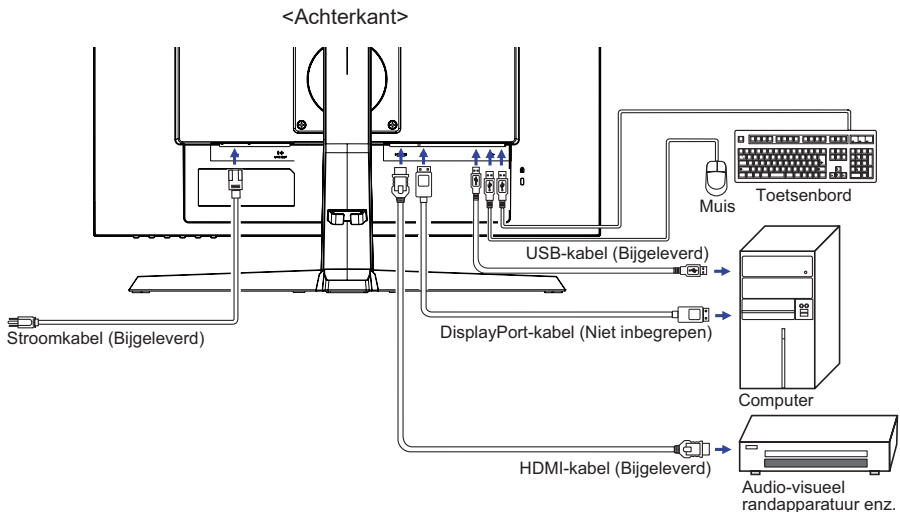 <Achterkant>
Toetsenbord
Muis
USB-kabel (Bijgeleverd)
Stroomkabel (Bijgeleverd)
DisplayPort-kabel (Niet inbegrepen)
Computer
HDMI-kabel (Bijgeleverd)
Audio-visueel
randapparatuur enz.